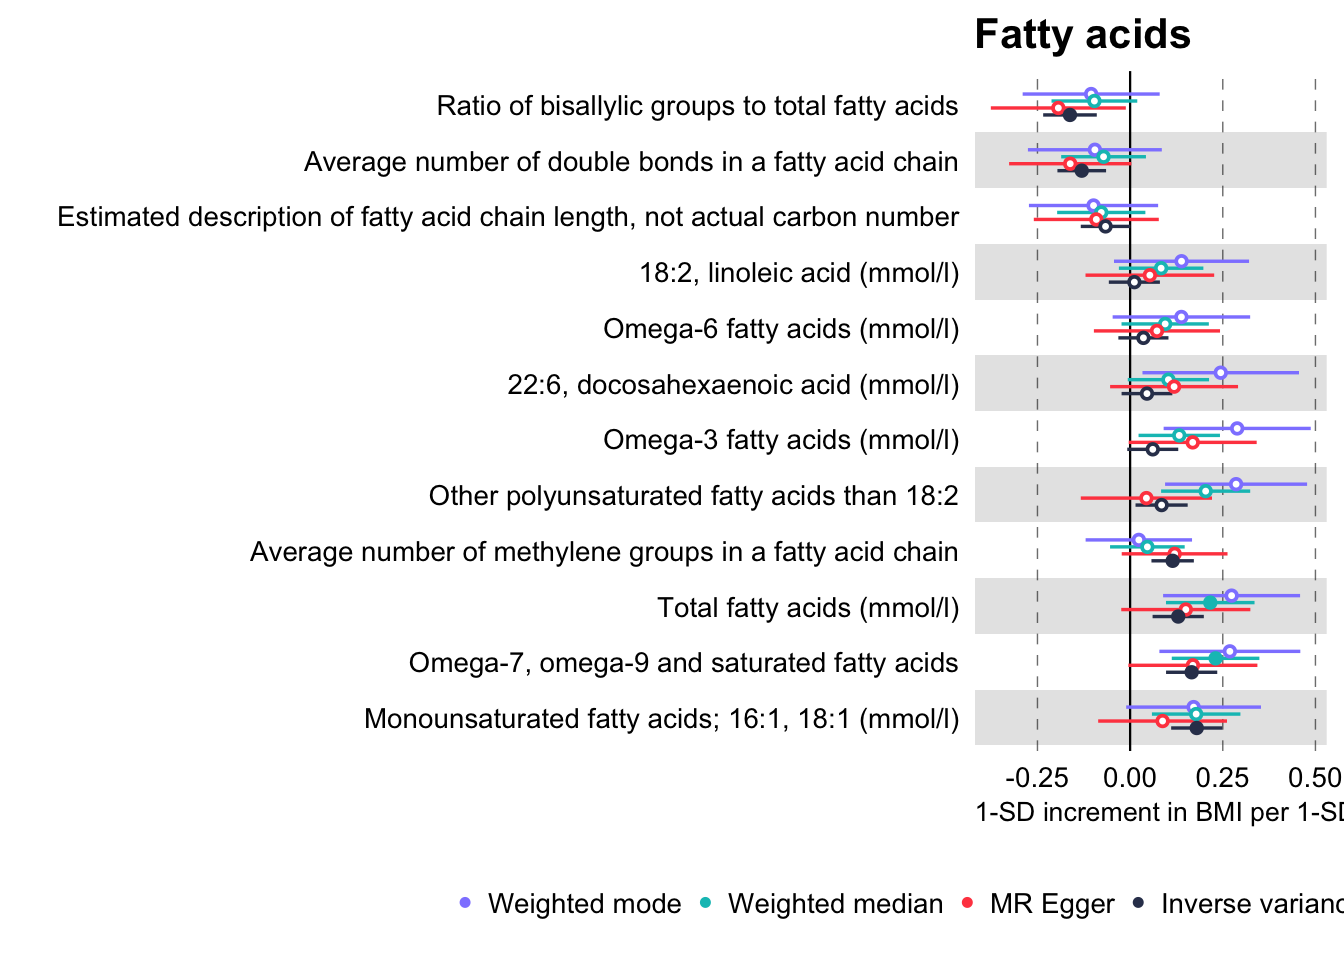 Fatty acids
Ratio of bisallylic groups to total fatty acids
Average number of double bonds in a fatty acid chain
Estimated description of fatty acid chain length, not actual carbon number
18:2, linoleic acid (mmol/l)
Omega-6 fatty acids (mmol/l)
22:6, docosahexaenoic acid (mmol/l)
Omega-3 fatty acids (mmol/l)
Other polyunsaturated fatty acids than 18:2
Average number of methylene groups in a fatty acid chain
Total fatty acids (mmol/l)
Omega-7, omega-9 and saturated fatty acids
Monounsaturated fatty acids; 16:1, 18:1 (mmol/l)
-0.25 0.00 0.25 0.50
1-SD increment in BMI per 1-SD
Weighted mode Weighted median MR Egger Inverse varianc